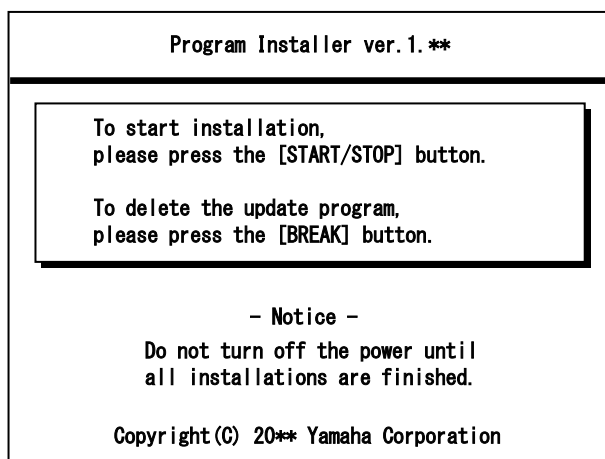 Program Installer ver.1.**
To start installation,
please press the [START/STOP] button.
To delete the update program,
please press the [BREAK] button.
- Notice -
Do not turn off the power until
all installations are finished.
Copyright(C) 20** Yamaha Corporation